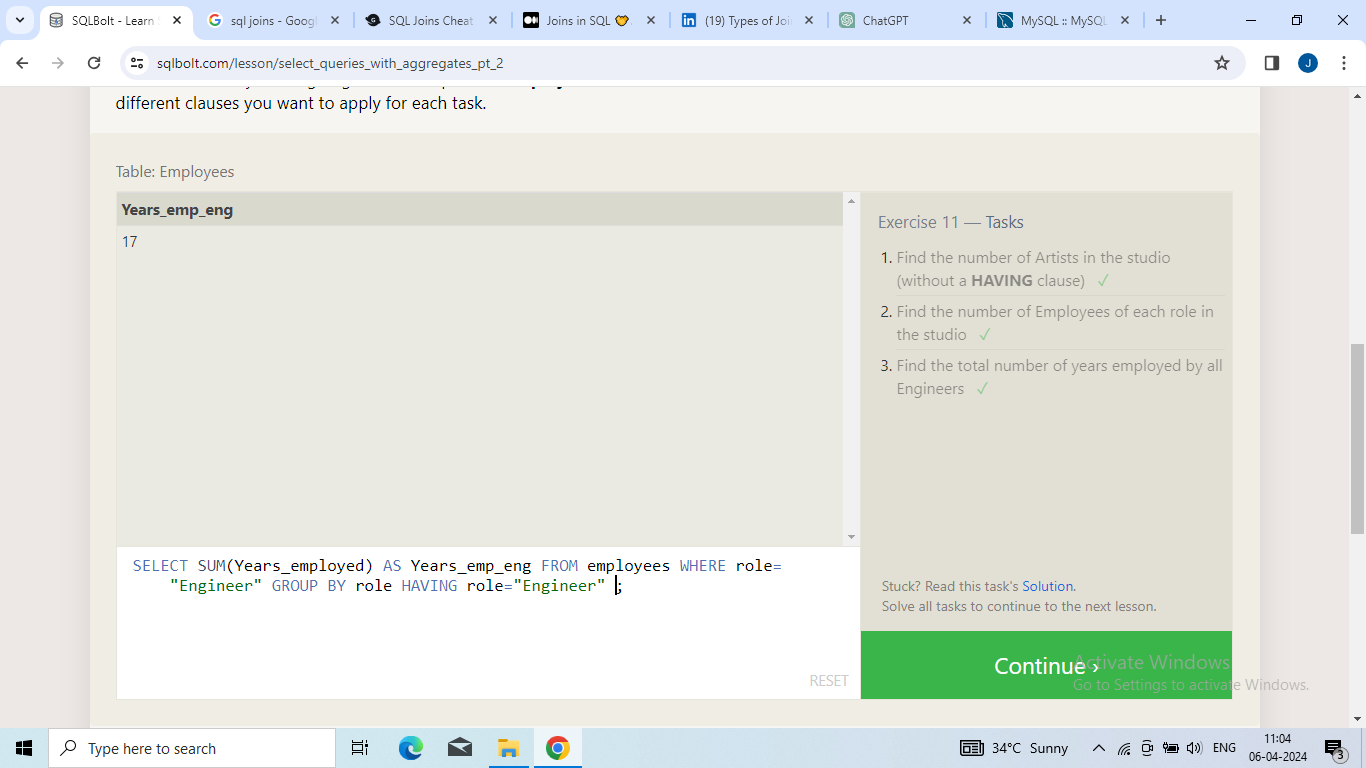 SQLBolt - Learn
sql joins - Goog
SQL Joins Cheat
Joins in SQL
(19) Types of Joi
ChatGPT
MySQL :: MySQL
sqlbolt.com/lesson/select_queries_with_aggregates_pt_2
J
different clauses you want to apply for each task.
Table: Employees
Years_emp_eng
17
Exercise 11 — Tasks
1. Find the number of Artists in the studio
(without a HAVING clause) ✓
2. Find the number of Employees of each role in
the studio ✓
3. Find the total number of years employed by all
Engineers ✓
SELECT SUM(Years_employed) AS Years_emp_eng FROM employees WHERE role=
"Engineer" GROUP BY role HAVING role="Engineer" ;
RESET
Stuck? Read this task's Solution.
Solve all tasks to continue to the next lesson.
Continue ›
Activate Windows
Go to Settings to activate Windows.
Type here to search
34°C Sunny
ENG
11:04
06-04-2024
3